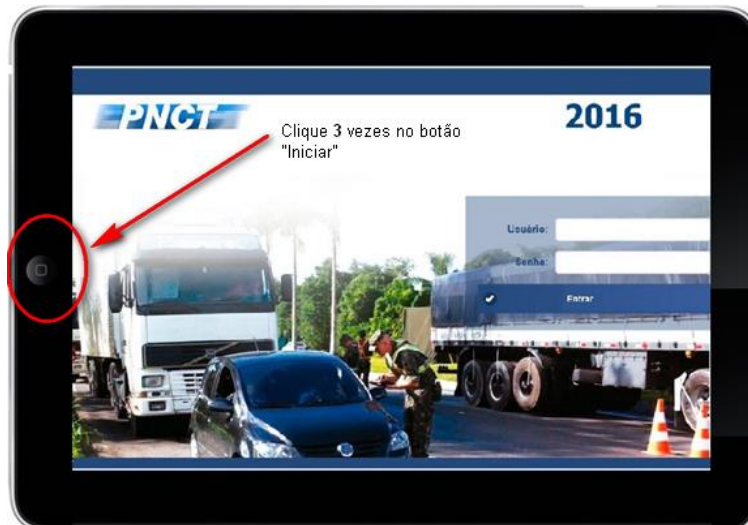 PNCT
2016
Clique 3 vezes no botão
"Iniciar"
Usuário:
Senha:
Entrar